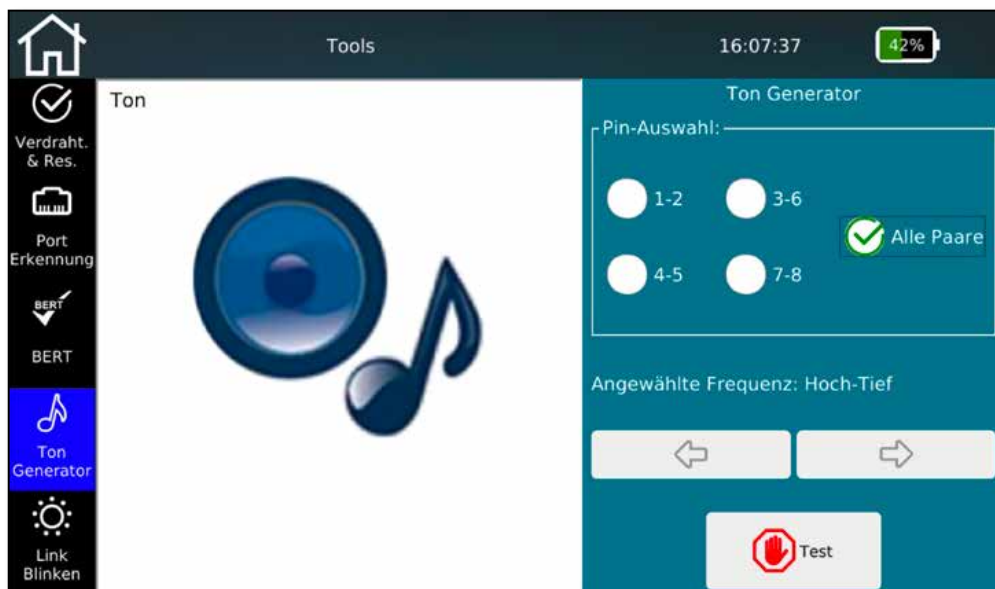 Tools
16:07:37
42%
Verdraht.
& Res.
Port
Erkennung
BERT
BERT
Ton
Generator
Link
Blinken
Ton
Ton Generator
Pin-Auswahl:
1-2
3-6
4-5
7-8
Alle Paare
Angewählte Frequenz: Hoch-Tief
Test